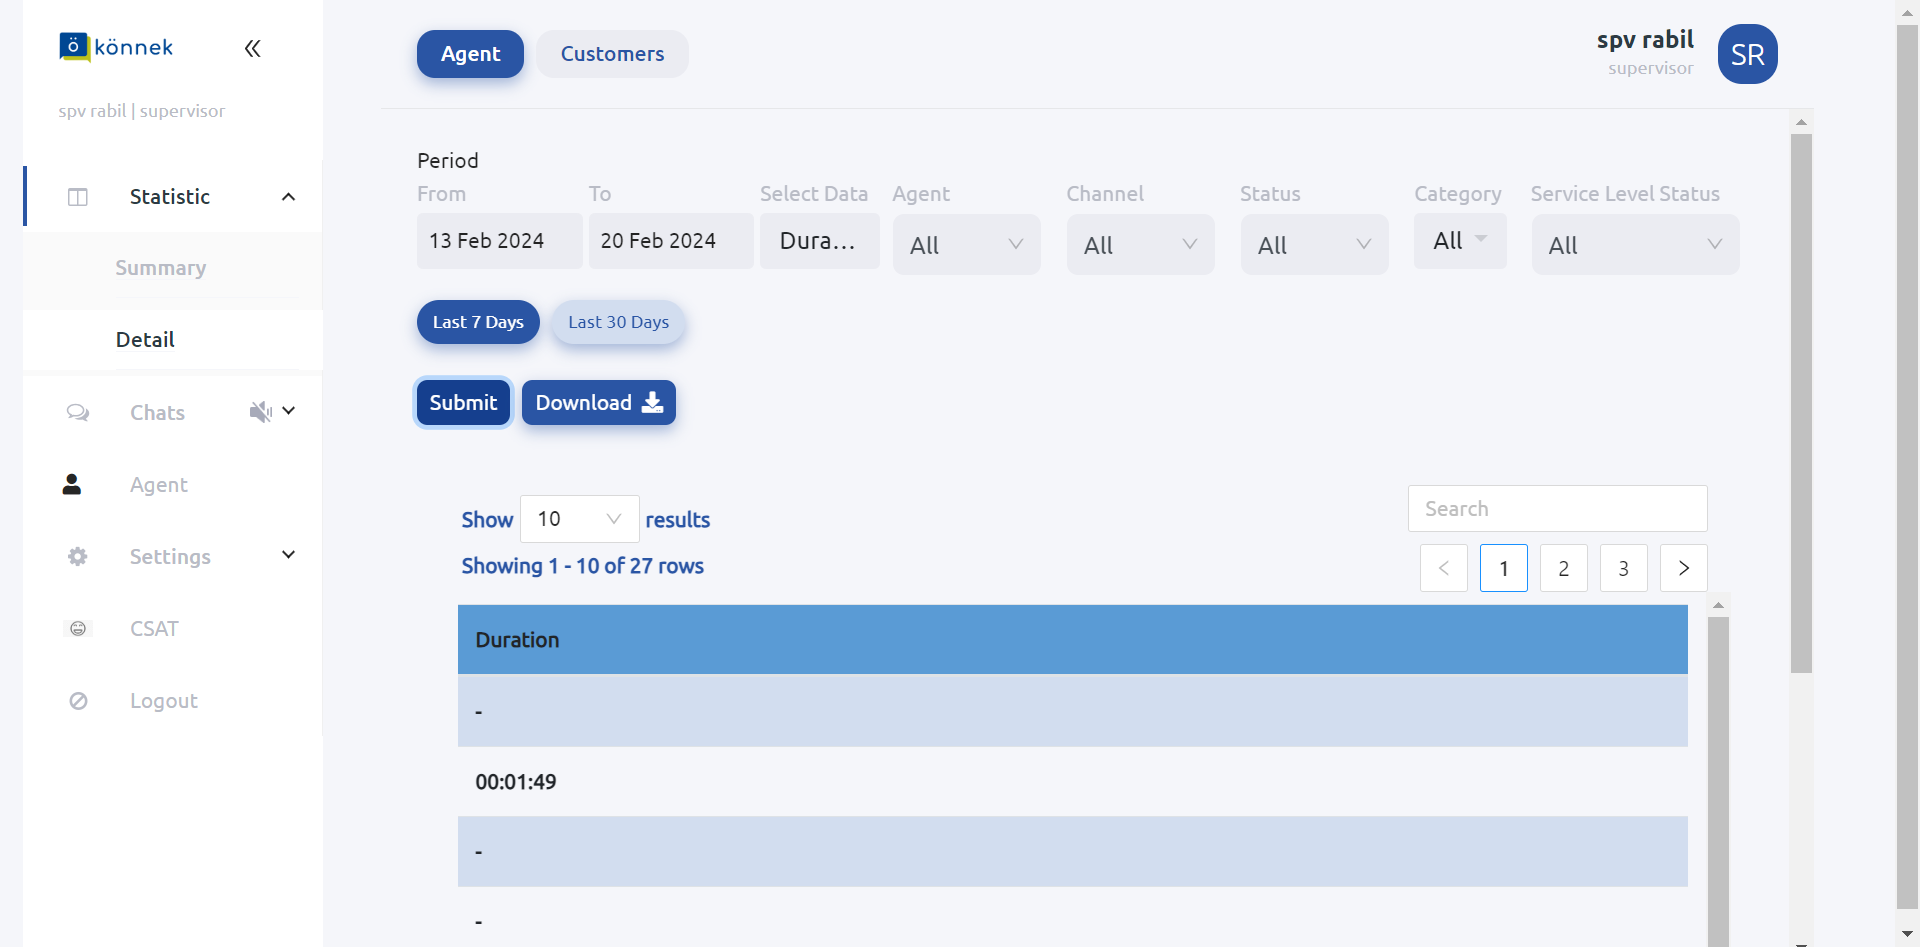 ö könnek
spv rabil | supervisor
Statistic
Summary
Detail
Chats
Agent
Settings
CSAT
Logout
Agent
Customers
spv rabil
supervisor
SR
Period
From
To
Select Data
Agent
Channel
Status
Category
Service Level Status
13 Feb 2024
20 Feb 2024
Dura...
All
All
All
All
All
Last 7 Days
Last 30 Days
Submit
Download
Show 10 results
Showing 1 - 10 of 27 rows
Search
< 1 2 3 >
Duration
-
00:01:49
-
-